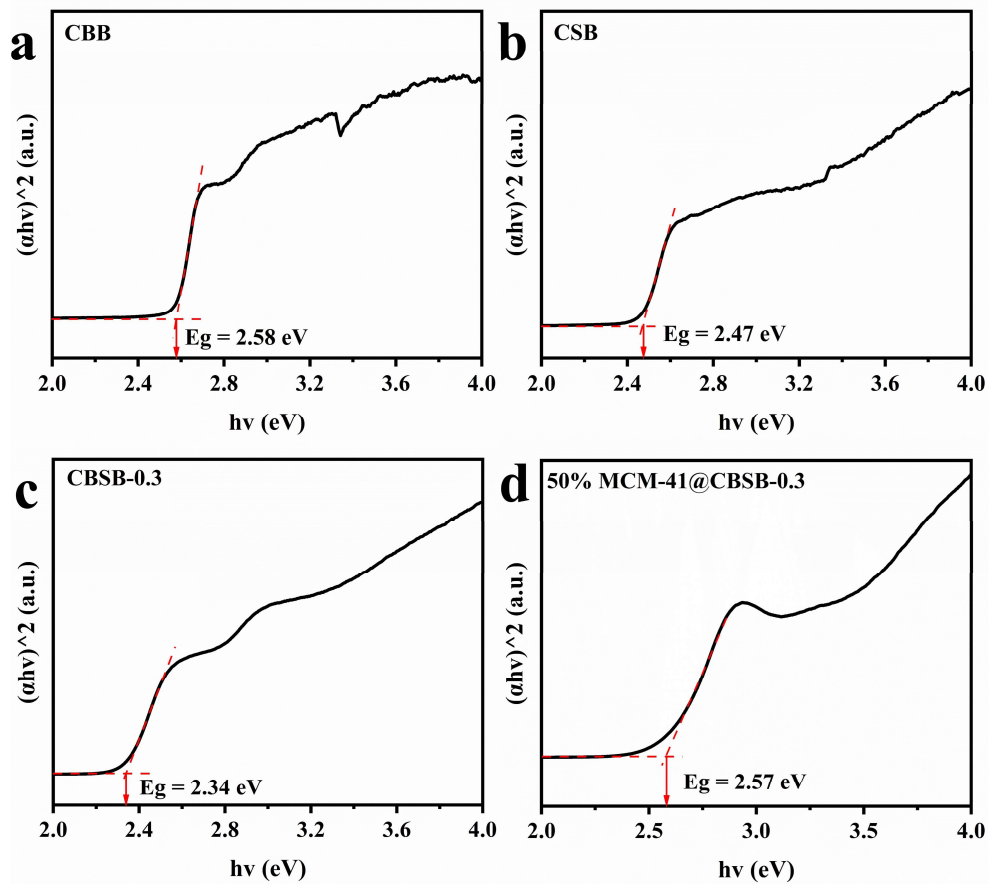 a
CBB
(αhv)^2 (a.u.)
Eg = 2.58 eV
2.0 2.4 2.8 3.2 3.6 4.0
hv (eV)
b
CSB
(αhv)^2 (a.u.)
Eg = 2.47 eV
2.0 2.4 2.8 3.2 3.6 4.0
hv (eV)
c
CBSB-0.3
(αhv)^2 (a.u.)
Eg = 2.34 eV
2.0 2.4 2.8 3.2 3.6 4.0
hv (eV)
d
50% MCM-41@CBSB-0.3
(αhv)^2 (a.u.)
Eg = 2.57 eV
2.0 2.5 3.0 3.5 4.0
hv (eV)